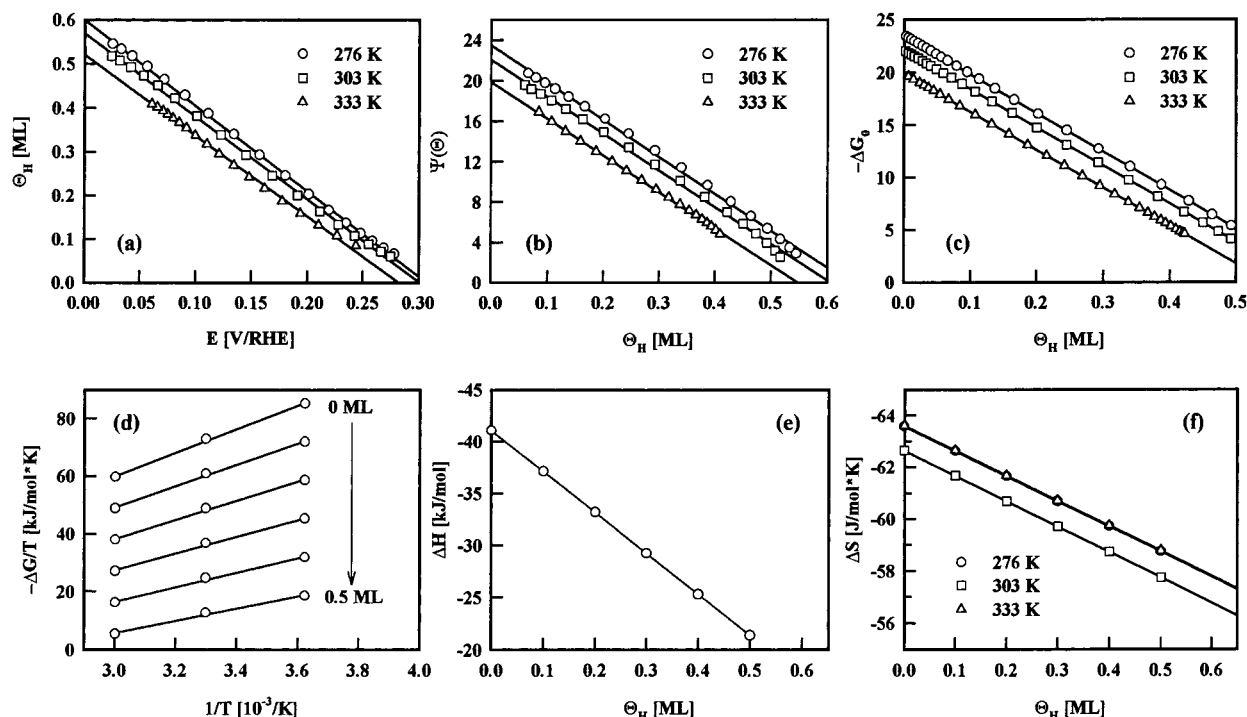 0.6
0.5
0.4
0.3
0.2
0.1
0.0
Θ_H [ML]
276 K
303 K
333 K
(a)
0.00 0.05 0.10 0.15 0.20 0.25 0.30
E [V/RHE]
24
20
16
12
8
4
0
Ψ(Θ)
276 K
303 K
333 K
(b)
0.0 0.1 0.2 0.3 0.4 0.5 0.6
Θ_H [ML]
25
20
15
10
5
0
-ΔG_θ
276 K
303 K
333 K
(c)
0.0 0.1 0.2 0.3 0.4 0.5
Θ_H [ML]
80
60
40
20
0
-ΔG/T [kJ/mol*K]
(d)
0 ML
0.5 ML
3.0 3.2 3.4 3.6 3.8 4.0
1/T [10^-3/K]
-45
-40
-35
-30
-25
-20
ΔH [kJ/mol]
(e)
0.0 0.1 0.2 0.3 0.4 0.5 0.6
Θ_H [ML]
-64
-62
-60
-58
-56
ΔS [J/mol*K]
(f)
276 K
303 K
333 K
0.0 0.1 0.2 0.3 0.4 0.5 0.6
Θ_H [ML]